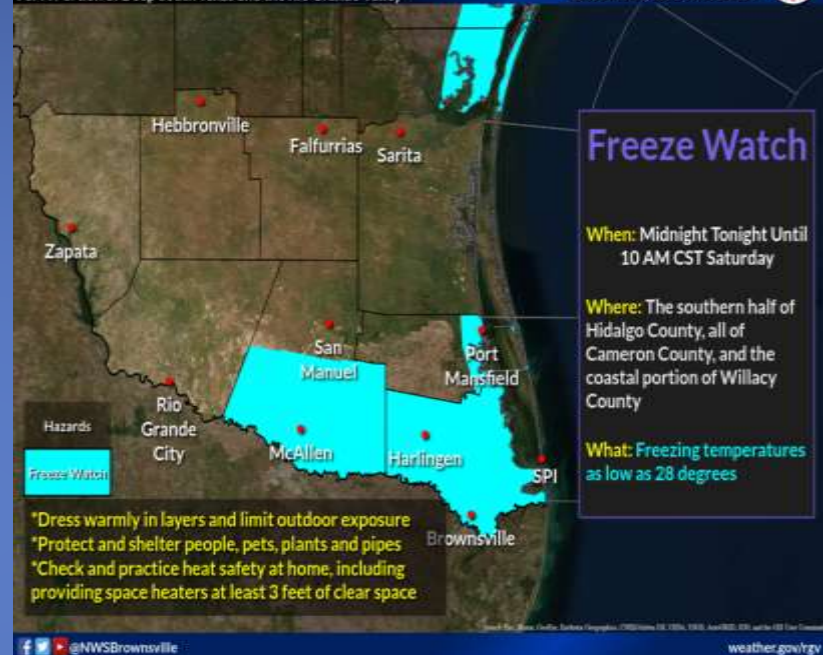 Freeze Watch
When: Midnight Tonight Until
10 AM CST Saturday
Where: The southern half of
Hidalgo County, all of
Cameron County, and the
coastal portion of Willacy
County
What: Freezing temperatures
as low as 28 degrees
Hebbronville
Falfurrias
Sarita
Zapata
San
Manuel
Port
Mansfield
Rio
Grande
City
McAllen
Harlingen
SPI
Brownsville
Hazards
Freeze Watch
*Dress warmly in layers and limit outdoor exposure
*Protect and shelter people, pets, plants and pipes
*Check and practice heat safety at home, including
providing space heaters at least 3 feet of clear space
@NWSBrownsville
weather.gov/rgv